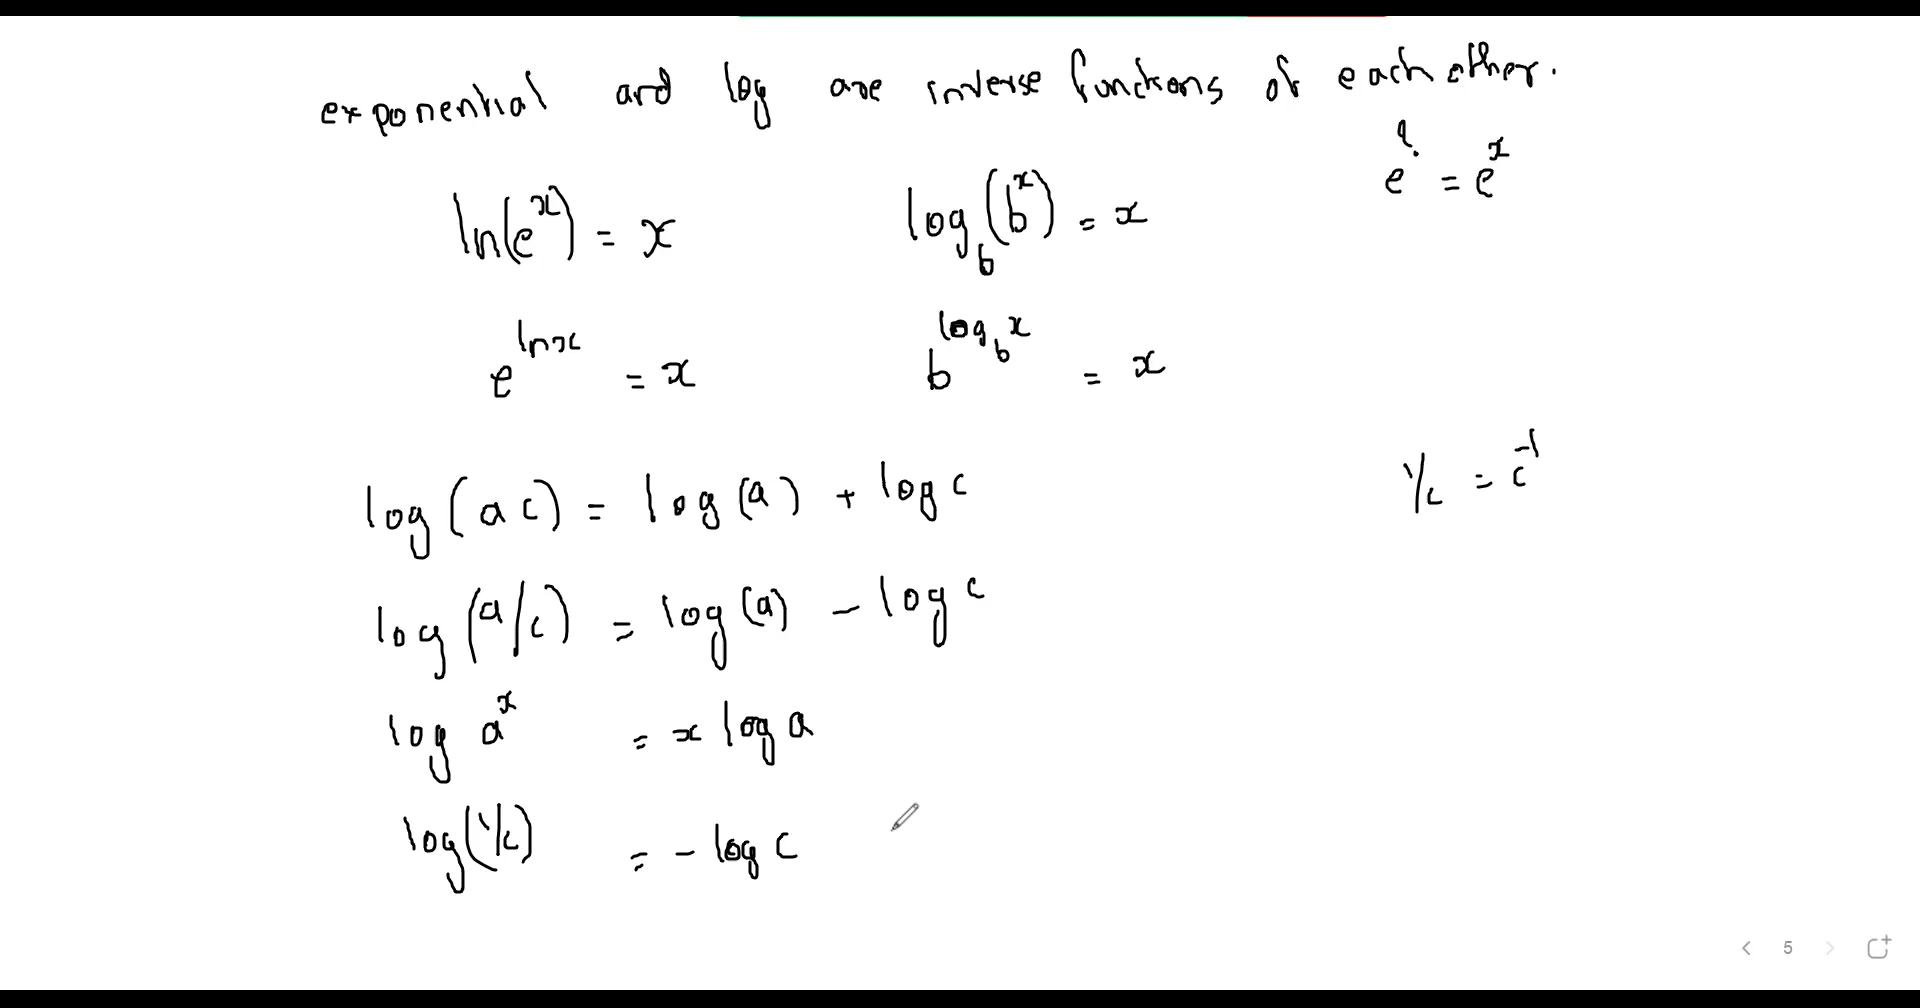 exponential and log are inverse functions of each other.
e^? = e^x
ln(e^x) = x log_b(b^x) = x
e^(ln x) = x b^(log_b x) = x
log(ac) = log(a) + log c 1/c = c^-1
log(a/c) = log(a) - log c
log a^x = x log a
log(1/c) = - log c
< 5 >